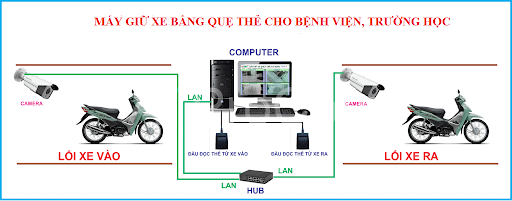 MÁY GIỮ XE BẰNG QUẸ THẺ CHO BỆNH VIỆN, TRƯỜNG HỌC
COMPUTER
LAN
CAMERA
CAMERA
LAN
LỐI XE VÀO
ĐẦU ĐỌC THẺ TỪ XE VÀO
ĐẦU ĐỌC THẺ TỪ XE RA
LỐI XE RA
LAN
LAN
HUB